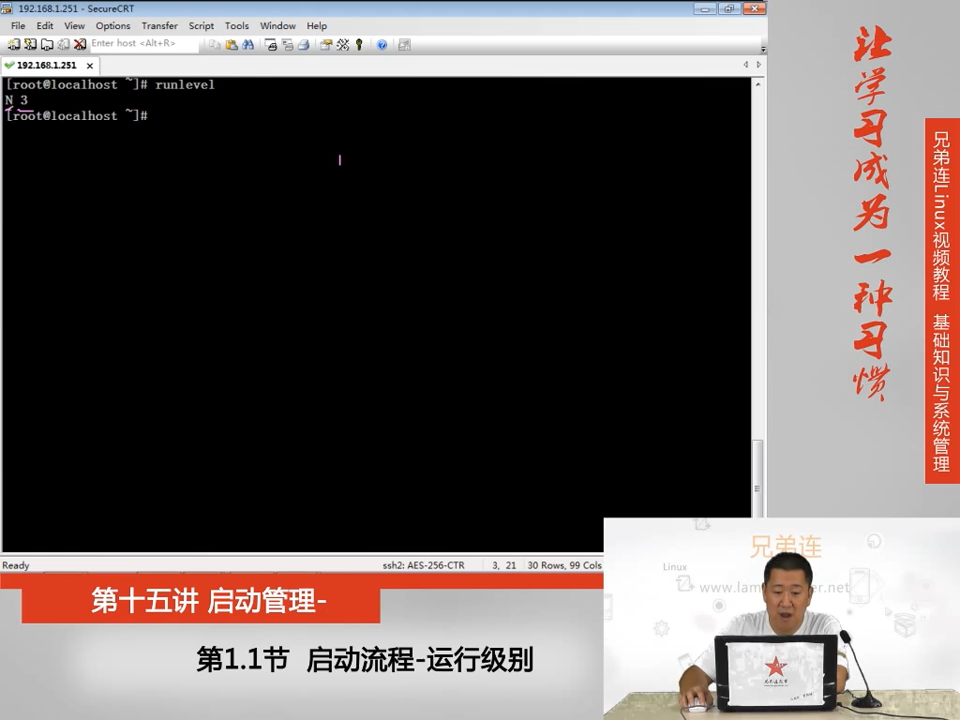 192.168.1.251 - SecureCRT
File Edit View Options Transfer Script Tools Window Help
Enter host <Alt+R>
192.168.1.251
[root@localhost ~]# runlevel
N 3
[root@localhost ~]#
Ready
ssh2: AES-256-CTR
3, 21
30 Rows, 99 Cols
让学习成为一种习惯
兄弟连Linux视频教程 基础知识与系统管理
第十五讲 启动管理-
第1.1节 启动流程-运行级别
兄弟连
Linux